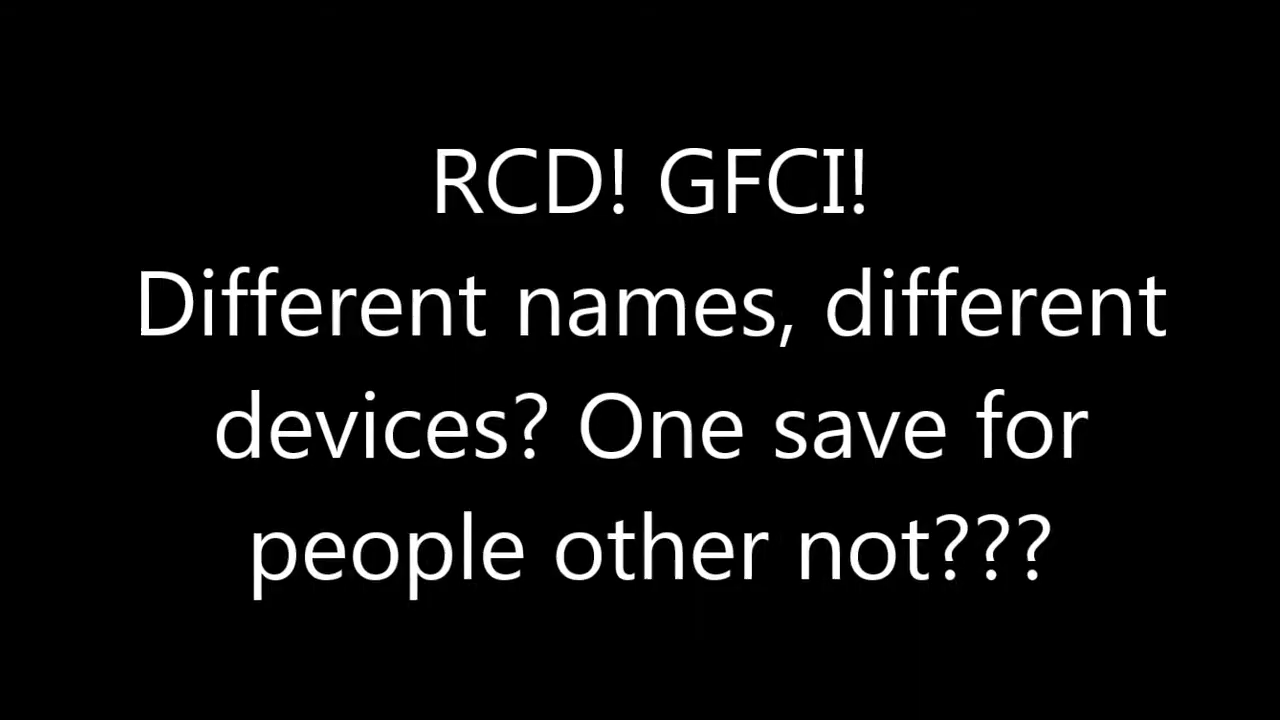 RCD! GFCI!
Different names, different
devices? One save for
people other not???